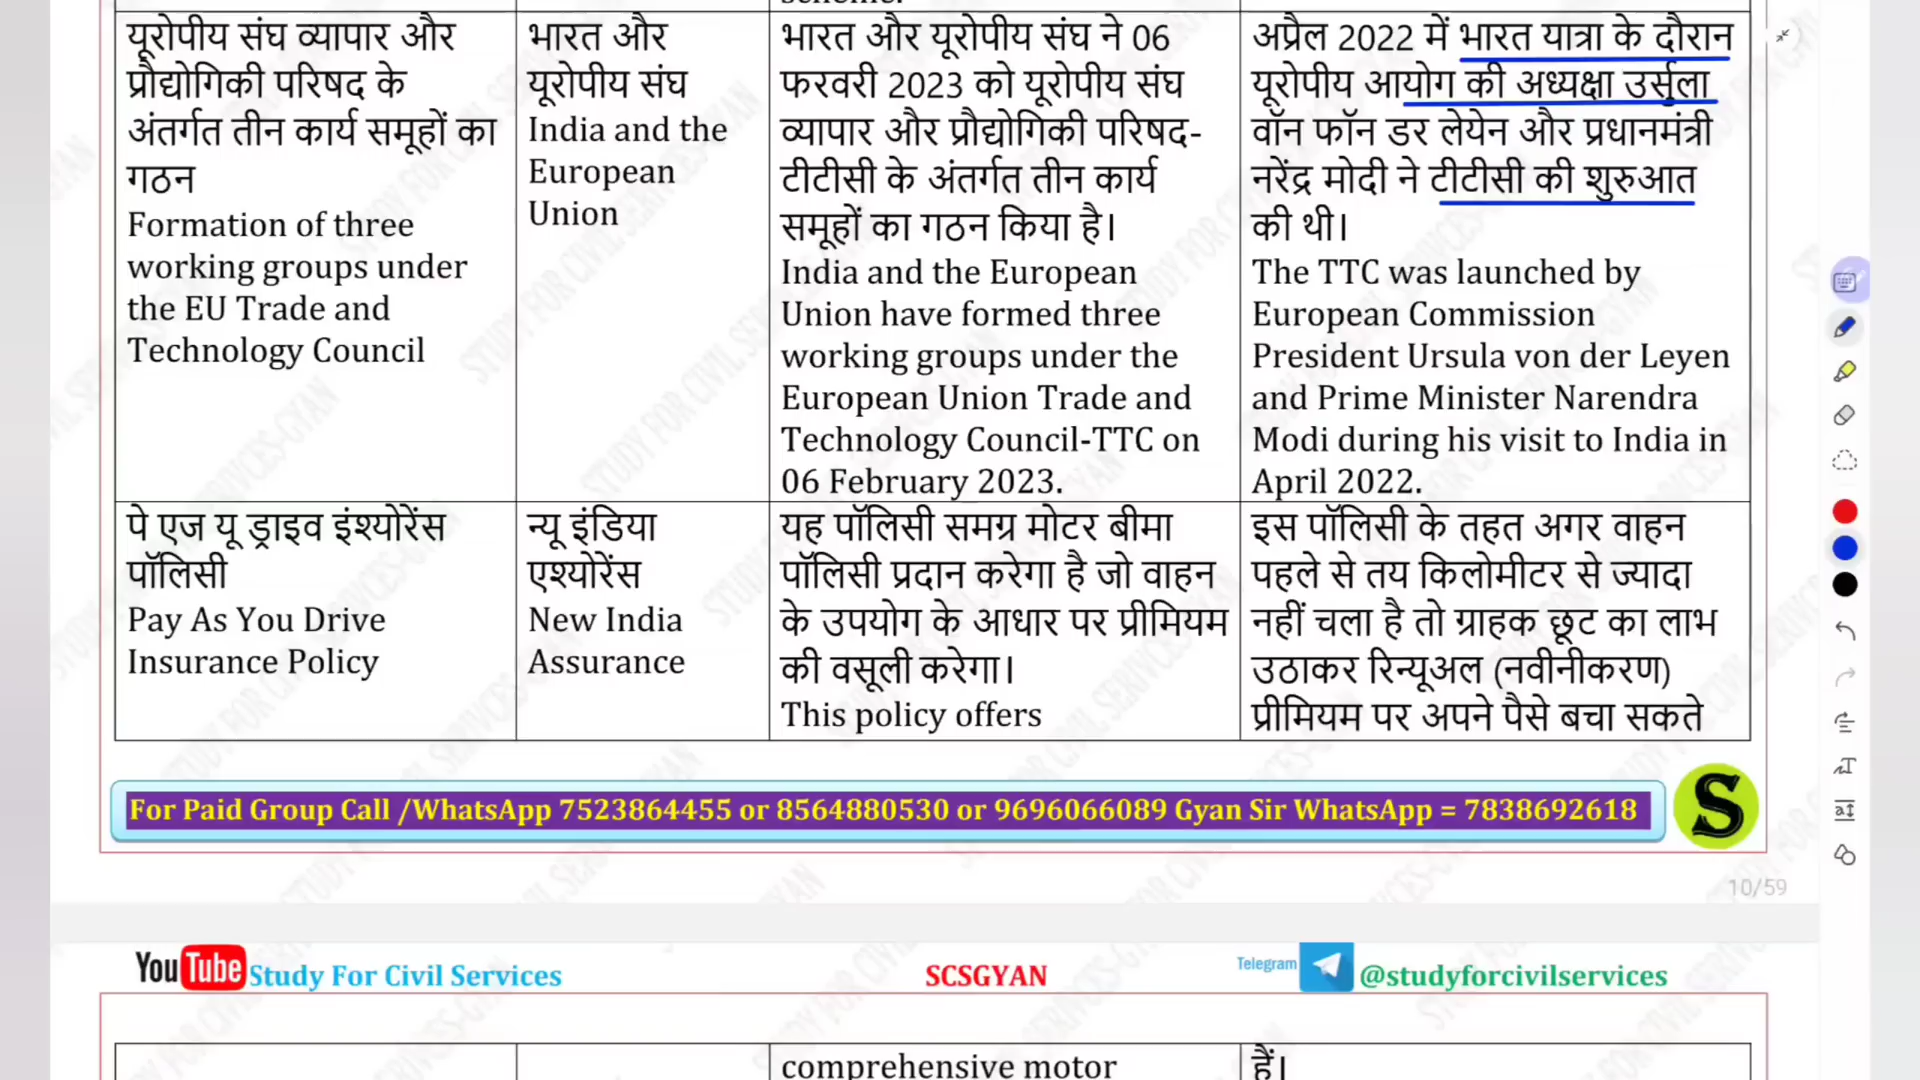 यूरोपीय संघ व्यापार और
प्रौद्योगिकी परिषद के
अंतर्गत तीन कार्य समूहों का
गठन
Formation of three
working groups under
the EU Trade and
Technology Council
भारत और
यूरोपीय संघ
India and the
European
Union
भारत और यूरोपीय संघ ने 06
फरवरी 2023 को यूरोपीय संघ
व्यापार और प्रौद्योगिकी परिषद-
टीटीसी के अंतर्गत तीन कार्य
समूहों का गठन किया है।
India and the European
Union have formed three
working groups under the
European Union Trade and
Technology Council-TTC on
06 February 2023.
अप्रैल 2022 में भारत यात्रा के दौरान
यूरोपीय आयोग की अध्यक्षा उर्सुला
वॉन फॉन डर लेयेन और प्रधानमंत्री
नरेंद्र मोदी ने टीटीसी की शुरुआत
की थी।
The TTC was launched by
European Commission
President Ursula von der Leyen
and Prime Minister Narendra
Modi during his visit to India in
April 2022.
पे एज यू ड्राइव इंश्योरेंस
पॉलिसी
Pay As You Drive
Insurance Policy
न्यू इंडिया
एश्योरेंस
New India
Assurance
यह पॉलिसी समग्र मोटर बीमा
पॉलिसी प्रदान करेगा है जो वाहन
के उपयोग के आधार पर प्रीमियम
की वसूली करेगा।
This policy offers
इस पॉलिसी के तहत अगर वाहन
पहले से तय किलोमीटर से ज्यादा
नहीं चला है तो ग्राहक छूट का लाभ
उठाकर रिन्यूअल (नवीनीकरण)
प्रीमियम पर अपने पैसे बचा सकते
For Paid Group Call /WhatsApp 7523864455 or 8564880530 or 9696066089 Gyan Sir WhatsApp = 7838692618
S
10/59
YouTube Study For Civil Services
SCSGYAN
Telegram @studyforcivilservices
comprehensive motor
हैं।